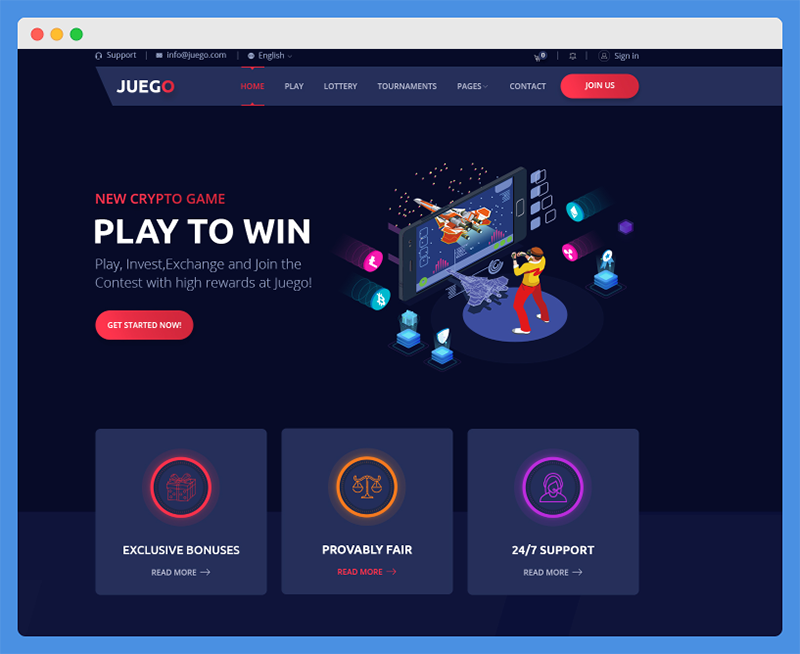 Support
info@juego.com
English
0
Sign in
JUEGO
HOME
PLAY
LOTTERY
TOURNAMENTS
PAGES
CONTACT
JOIN US
NEW CRYPTO GAME
PLAY TO WIN
Play, Invest,Exchange and Join the
Contest with high rewards at Juego!
GET STARTED NOW!
EXCLUSIVE BONUSES
READ MORE
PROVABLY FAIR
READ MORE
24/7 SUPPORT
READ MORE